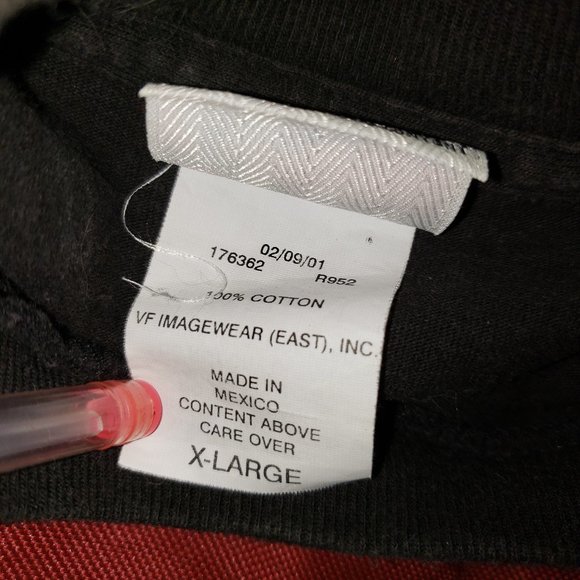 02/09/01
176362 R952
100% COTTON
VF IMAGEWEAR (EAST), INC.
MADE IN
MEXICO
CONTENT ABOVE
CARE OVER
X-LARGE